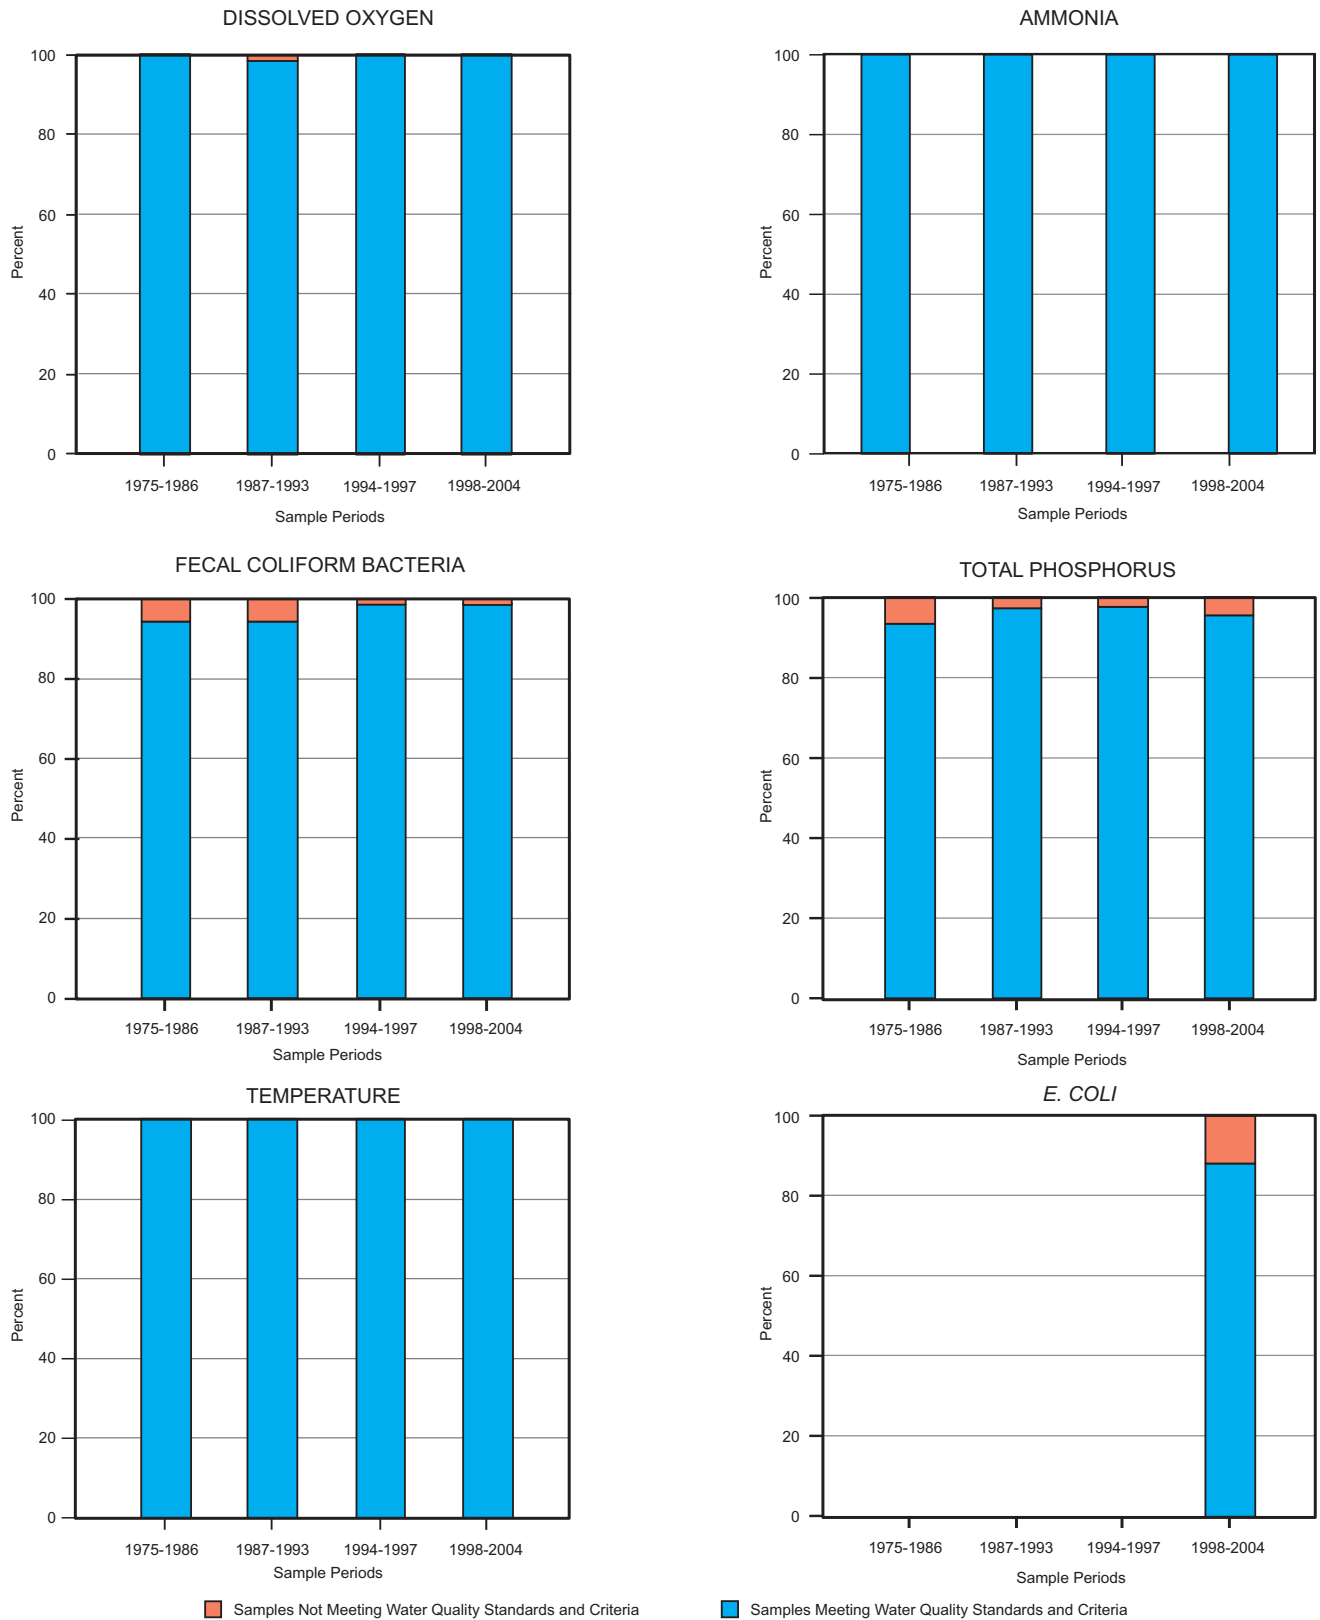 DISSOLVED OXYGEN
100
80
60
40
20
0
Percent
1975-1986 1987-1993 1994-1997 1998-2004
Sample Periods
AMMONIA
100
80
60
40
20
0
Percent
1975-1986 1987-1993 1994-1997 1998-2004
Sample Periods
FECAL COLIFORM BACTERIA
100
80
60
40
20
0
Percent
1975-1986 1987-1993 1994-1997 1998-2004
Sample Periods
TOTAL PHOSPHORUS
100
80
60
40
20
0
Percent
1975-1986 1987-1993 1994-1997 1998-2004
Sample Periods
TEMPERATURE
100
80
60
40
20
0
Percent
1975-1986 1987-1993 1994-1997 1998-2004
Sample Periods
E. COLI
100
80
60
40
20
0
Percent
1975-1986 1987-1993 1994-1997 1998-2004
Sample Periods
Samples Not Meeting Water Quality Standards and Criteria
Samples Meeting Water Quality Standards and Criteria